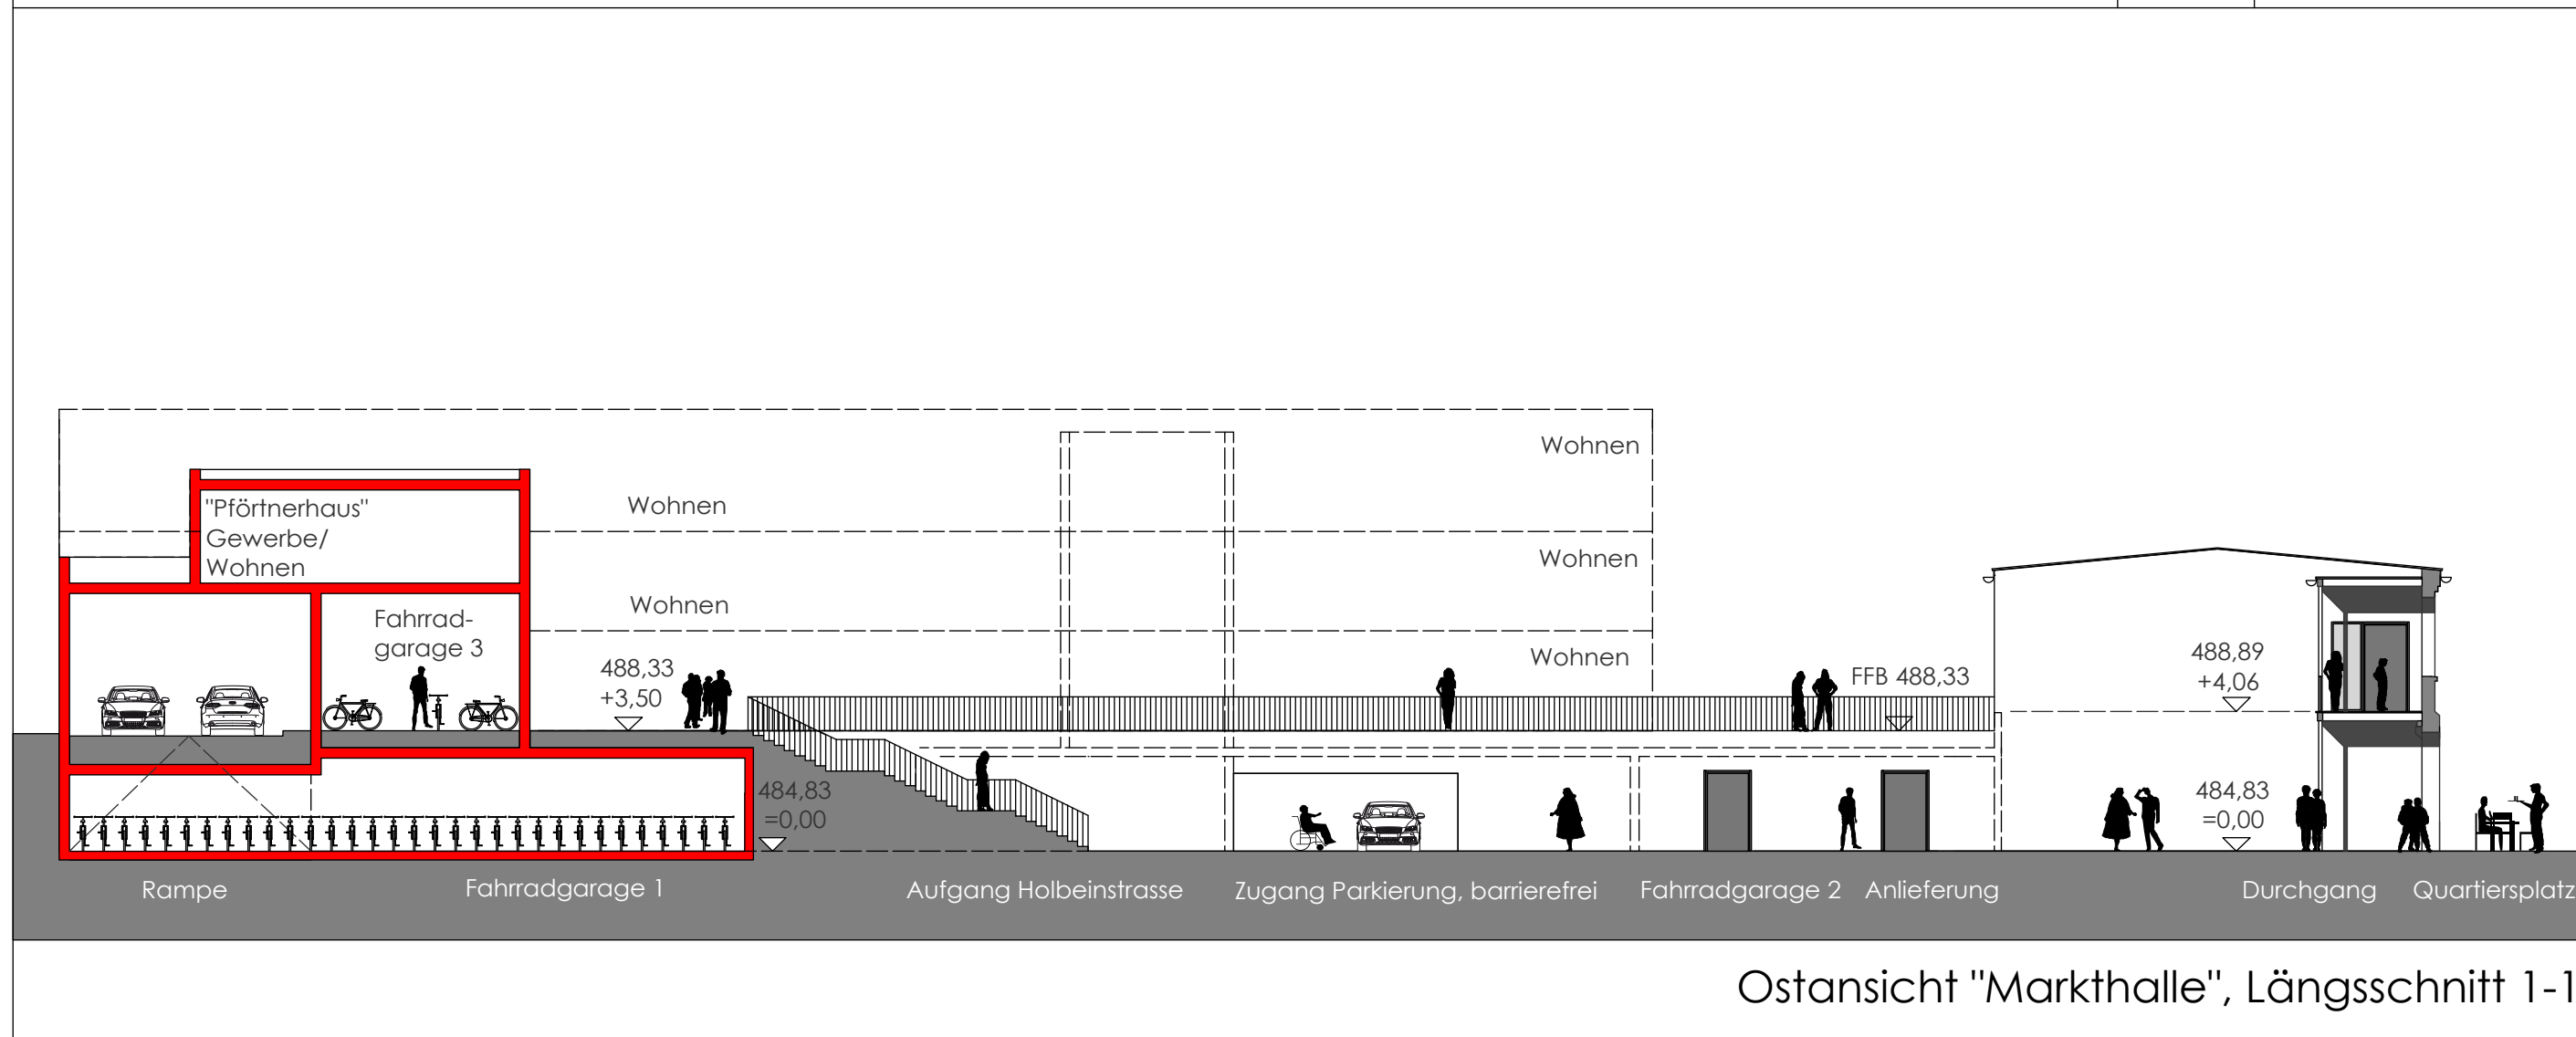 Wohnen
"Pförtnerhaus"
Gewerbe/
Wohnen
Wohnen
Wohnen
Wohnen
Fahrrad-
garage 3
Wohnen
488,33
+3,50
FFB 488,33
488,89
+4,06
484,83
=0,00
484,83
=0,00
Rampe
Fahrradgarage 1
Aufgang Holbeinstrasse
Zugang Parkierung, barrierefrei
Fahrradgarage 2
Anlieferung
Durchgang
Quartiersplatz
Ostansicht "Markthalle", Längsschnitt 1-1